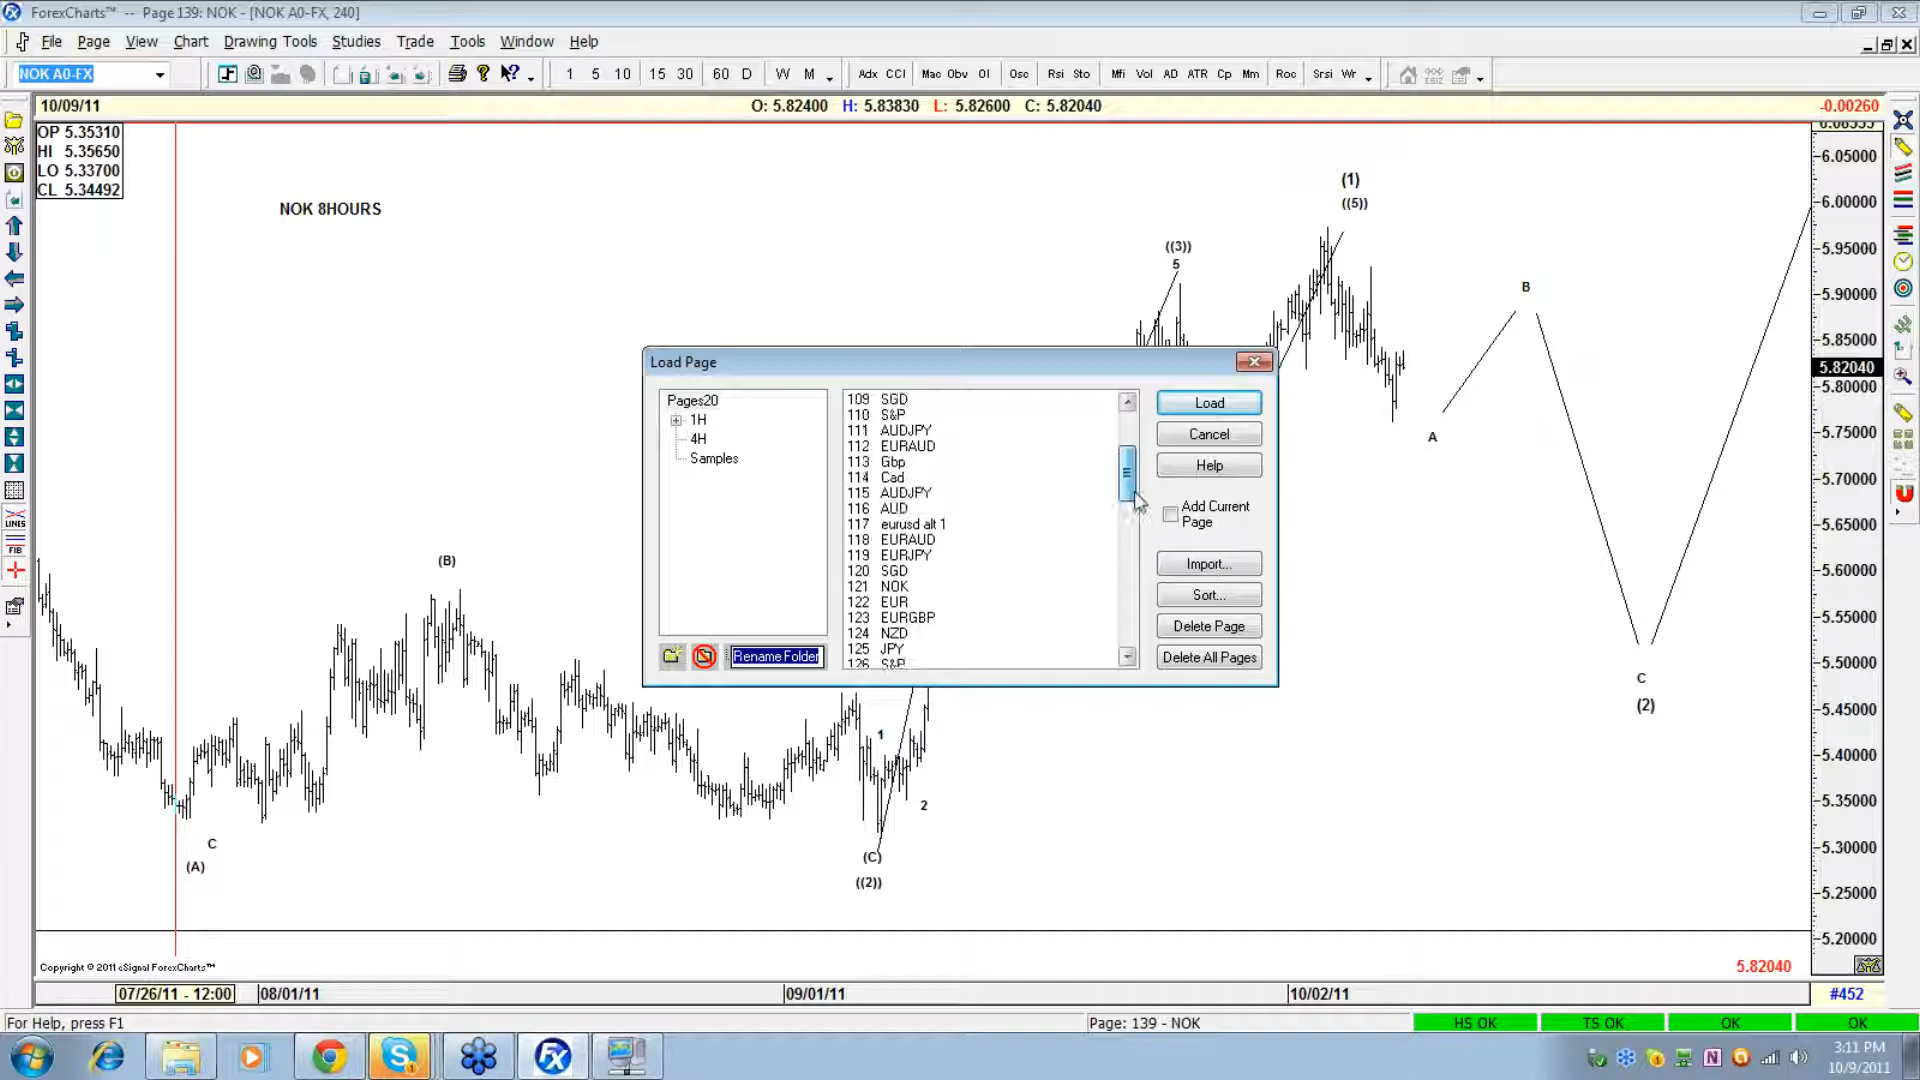 ForexCharts™ -- Page 139: NOK - [NOK A0-FX, 240]
File Page View Chart Drawing Tools Studies Trade Tools Window Help
NOK A0-FX
1 5 10 15 30 60 D W M Adx CCI Mac Obv OI Osc Rsi Sto Mfi Vol AD ATR Cp Mm Roc Srsi Wr
10/09/11 O: 5.82400 H: 5.83830 L: 5.82600 C: 5.82040 -0.00260
OP 5.35310
HI 5.35650
LO 5.33700
CL 5.34492
NOK 8HOURS
(1)
((5))
((3))
5
B
A
C
(2)
(B)
1
2
C
(A)
(C)
((2))
6.05000
6.00000
5.95000
5.90000
5.85000
5.82040
5.80000
5.75000
5.70000
5.65000
5.60000
5.55000
5.50000
5.45000
5.40000
5.35000
5.30000
5.25000
5.20000
Load Page
Pages20
1H
4H
Samples
Rename Folder
109 SGD
110 S&P
111 AUDJPY
112 EURAUD
113 Gbp
114 Cad
115 AUDJPY
116 AUD
117 eurusd alt 1
118 EURAUD
119 EURJPY
120 SGD
121 NOK
122 EUR
123 EURGBP
124 NZD
125 JPY
126 S&P
Load
Cancel
Help
Add Current
Page
Import...
Sort...
Delete Page
Delete All Pages
LINES
FIB
Copyright © 2011 eSignal ForexCharts™
5.82040
07/26/11 - 12:00 08/01/11 09/01/11 10/02/11 #452
For Help, press F1 Page: 139 - NOK HS OK TS OK OK OK
3:11 PM
10/9/2011